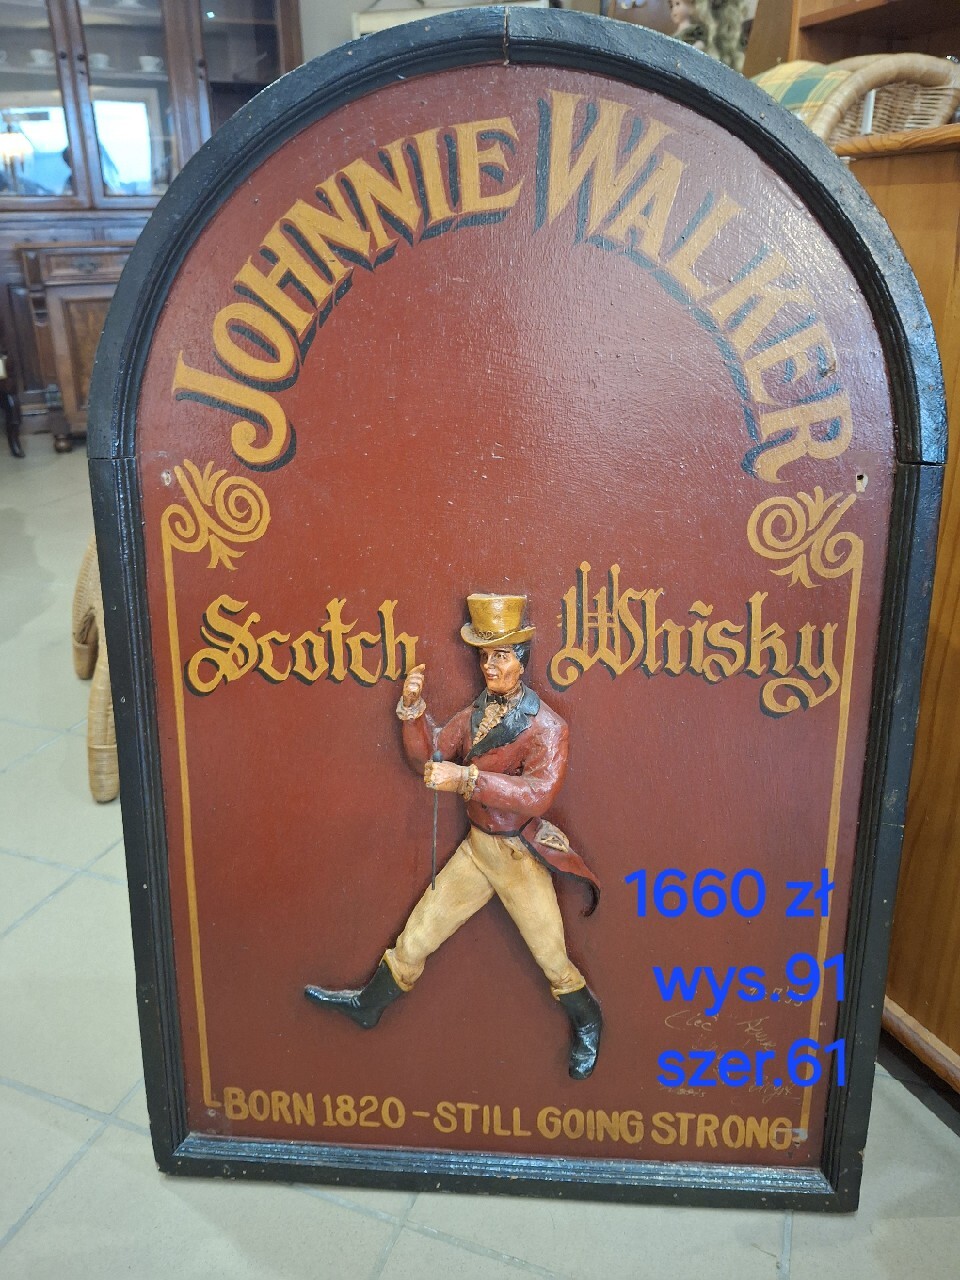 JOHNNIE WALKER
Scotch Whisky
1660 zł
wys.91
szer.61
BORN 1820 - STILL GOING STRONG